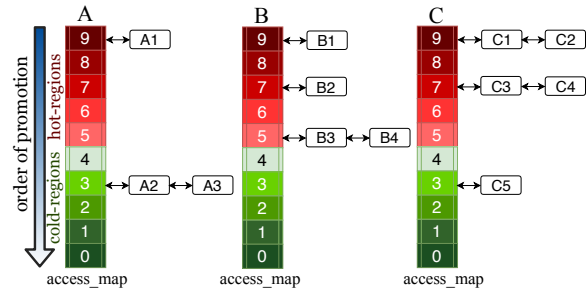 order of promotion
hot-regions
cold-regions
A
9
8
7
6
5
4
3
2
1
0
A1
A2
A3
access_map
B
9
8
7
6
5
4
3
2
1
0
B1
B2
B3
B4
access_map
C
9
8
7
6
5
4
3
2
1
0
C1
C2
C3
C4
C5
access_map